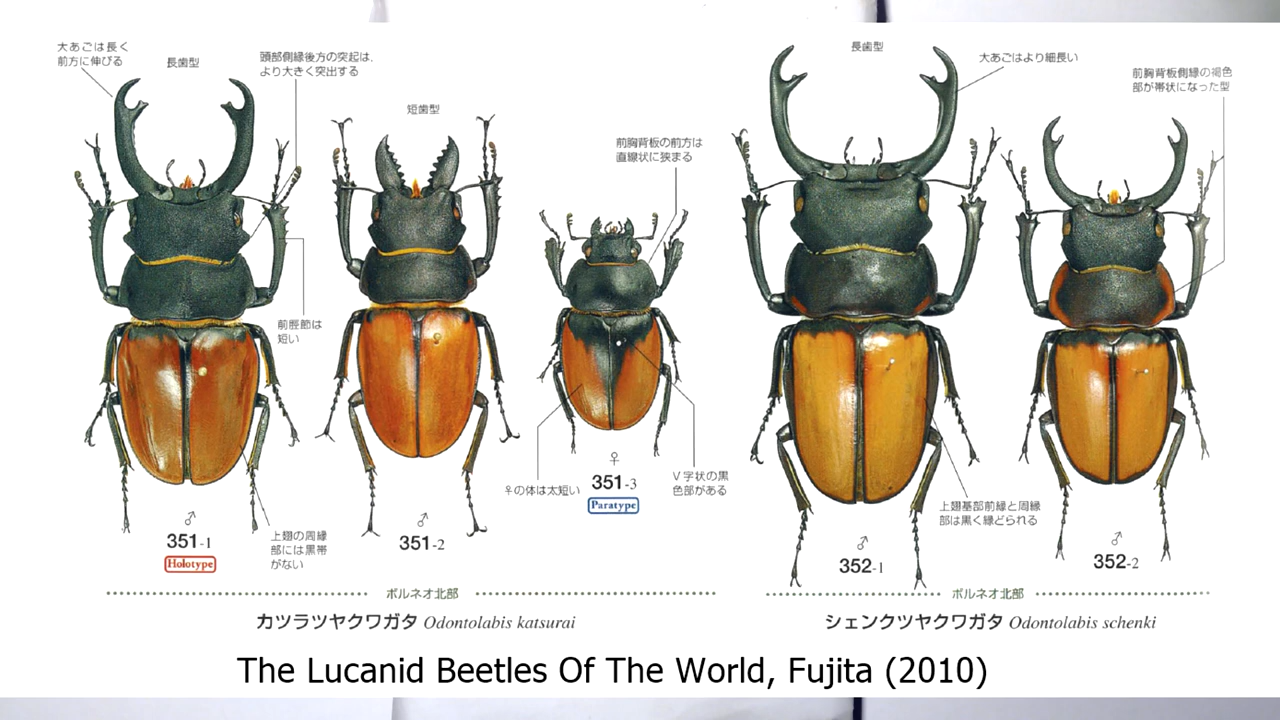 大あごは長く
前方に伸びる
長歯型
頭部側縁後方の突起は、
より大きく突出する
短歯型
前胸背板の前方は
直線状に狭まる
長歯型
大あごはより細長い
前胸背板側縁の褐色
部が帯状になった型
前脛節は
短い
♀の体は太短い
♀
351-3
Paratype
V字状の黒
色部がある
♂
351-1
Holotype
上翅の周縁
部には黒帯
がない
♂
351-2
上翅基部前縁と周縁
部は黒く縁どられる
♂
352-1
♂
352-2
ボルネオ北部
カツラツヤクワガタ Odontolabis katsurai
ボルネオ北部
シェンクツヤクワガタ Odontolabis schenki
The Lucanid Beetles Of The World, Fujita (2010)